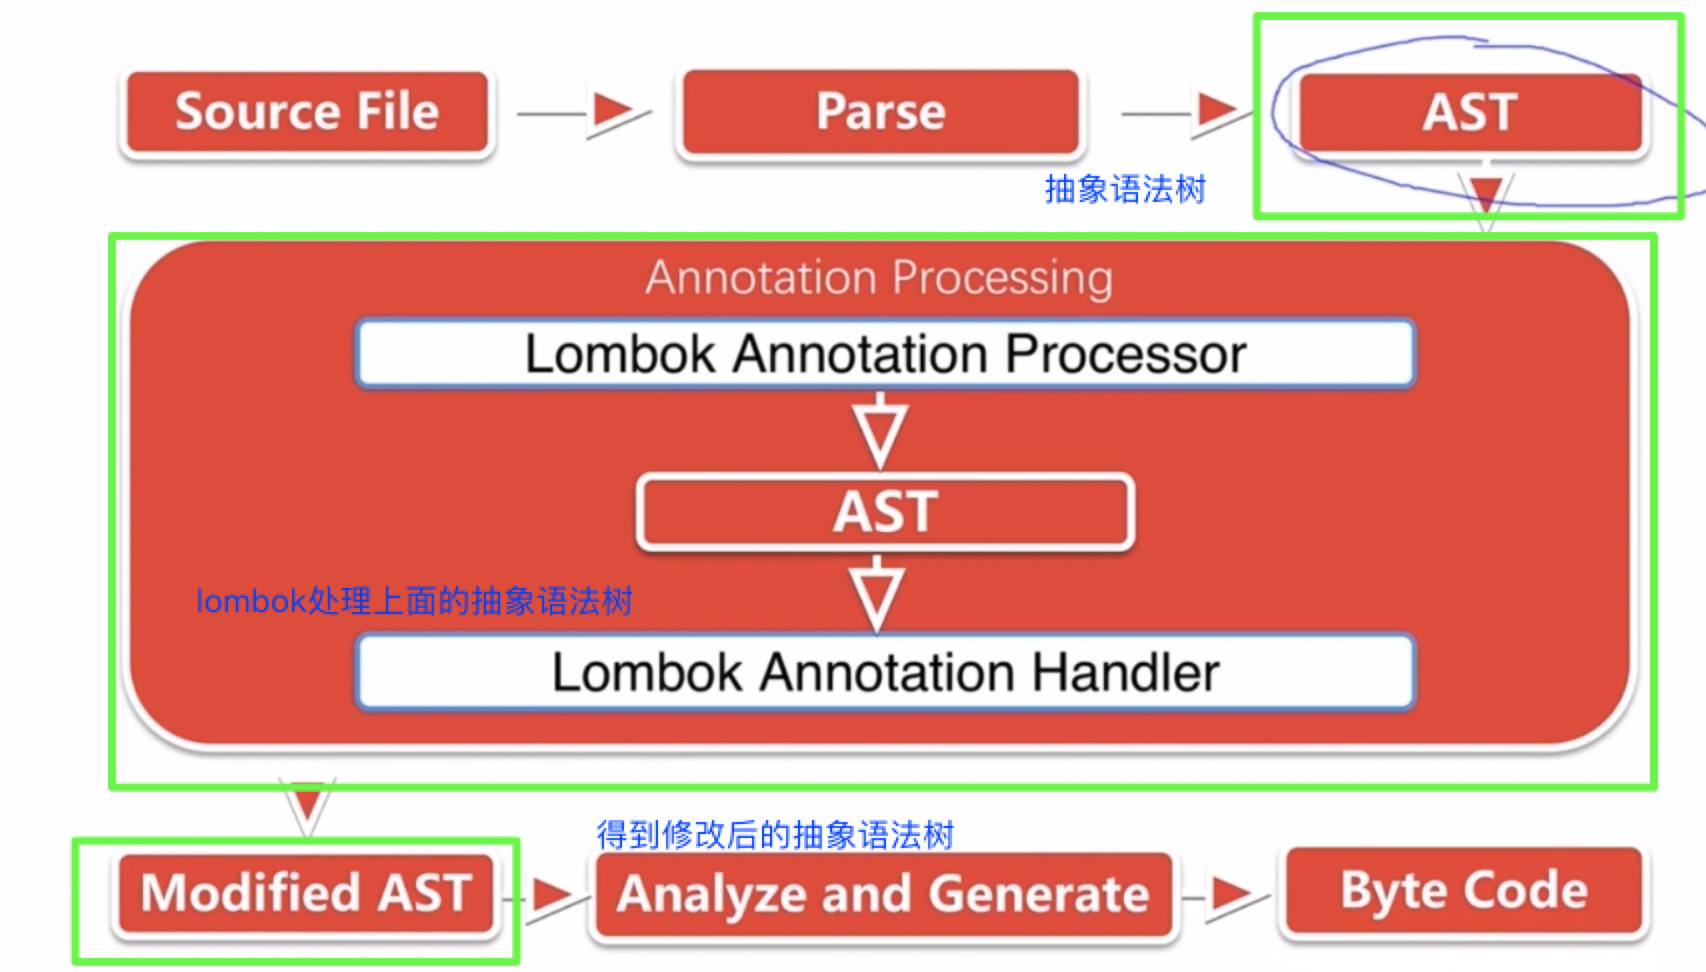 Source File
Parse
AST
抽象语法树
Annotation Processing
Lombok Annotation Processor
AST
lombok处理上面的抽象语法树
Lombok Annotation Handler
得到修改后的抽象语法树
Modified AST
Analyze and Generate
Byte Code